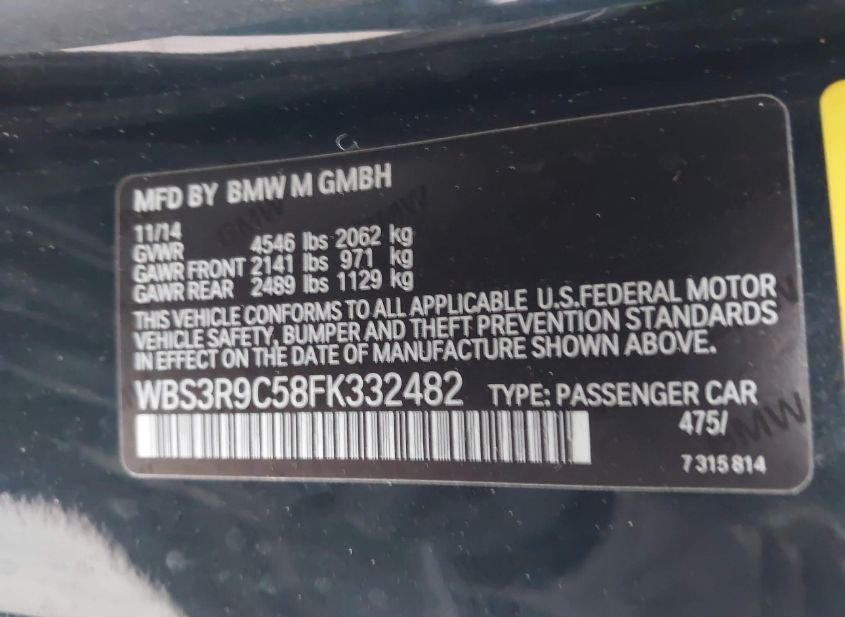 MFD BY BMW M GMBH
11/14
GVWR 4546 lbs 2062 kg
GAWR FRONT 2141 lbs 971 kg
GAWR REAR 2489 lbs 1129 kg
THIS VEHICLE CONFORMS TO ALL APPLICABLE U.S.FEDERAL MOTOR
VEHICLE SAFETY, BUMPER AND THEFT PREVENTION STANDARDS
IN EFFECT ON THE DATE OF MANUFACTURE SHOWN ABOVE.
WBS3R9C58FK332482 TYPE: PASSENGER CAR
475/
7 315 814